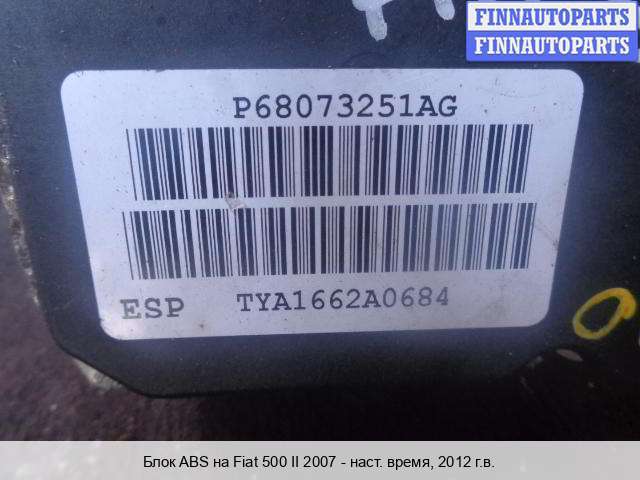 FINNAUTOPARTS
FINNAUTOPARTS
P68073251AG
ESP TYA1662A0684
Блок ABS на Fiat 500 II 2007 - наст. время, 2012 г.в.